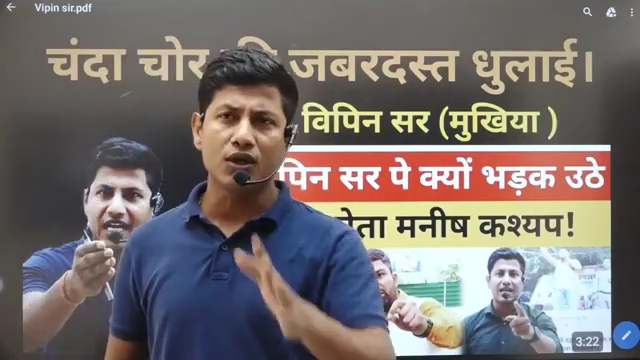 Vipin sir.pdf
चंदा चोर की जबरदस्त धुलाई।
विपिन सर (मुखिया )
पिन सर पे क्यों भड़क उठे
मनीष कश्यप!
3:22